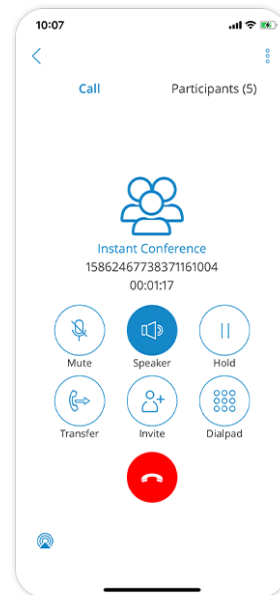 10:07
Call Participants (5)
Instant Conference
15862467738371161004
00:01:17
Mute Speaker Hold
Transfer Invite Dialpad